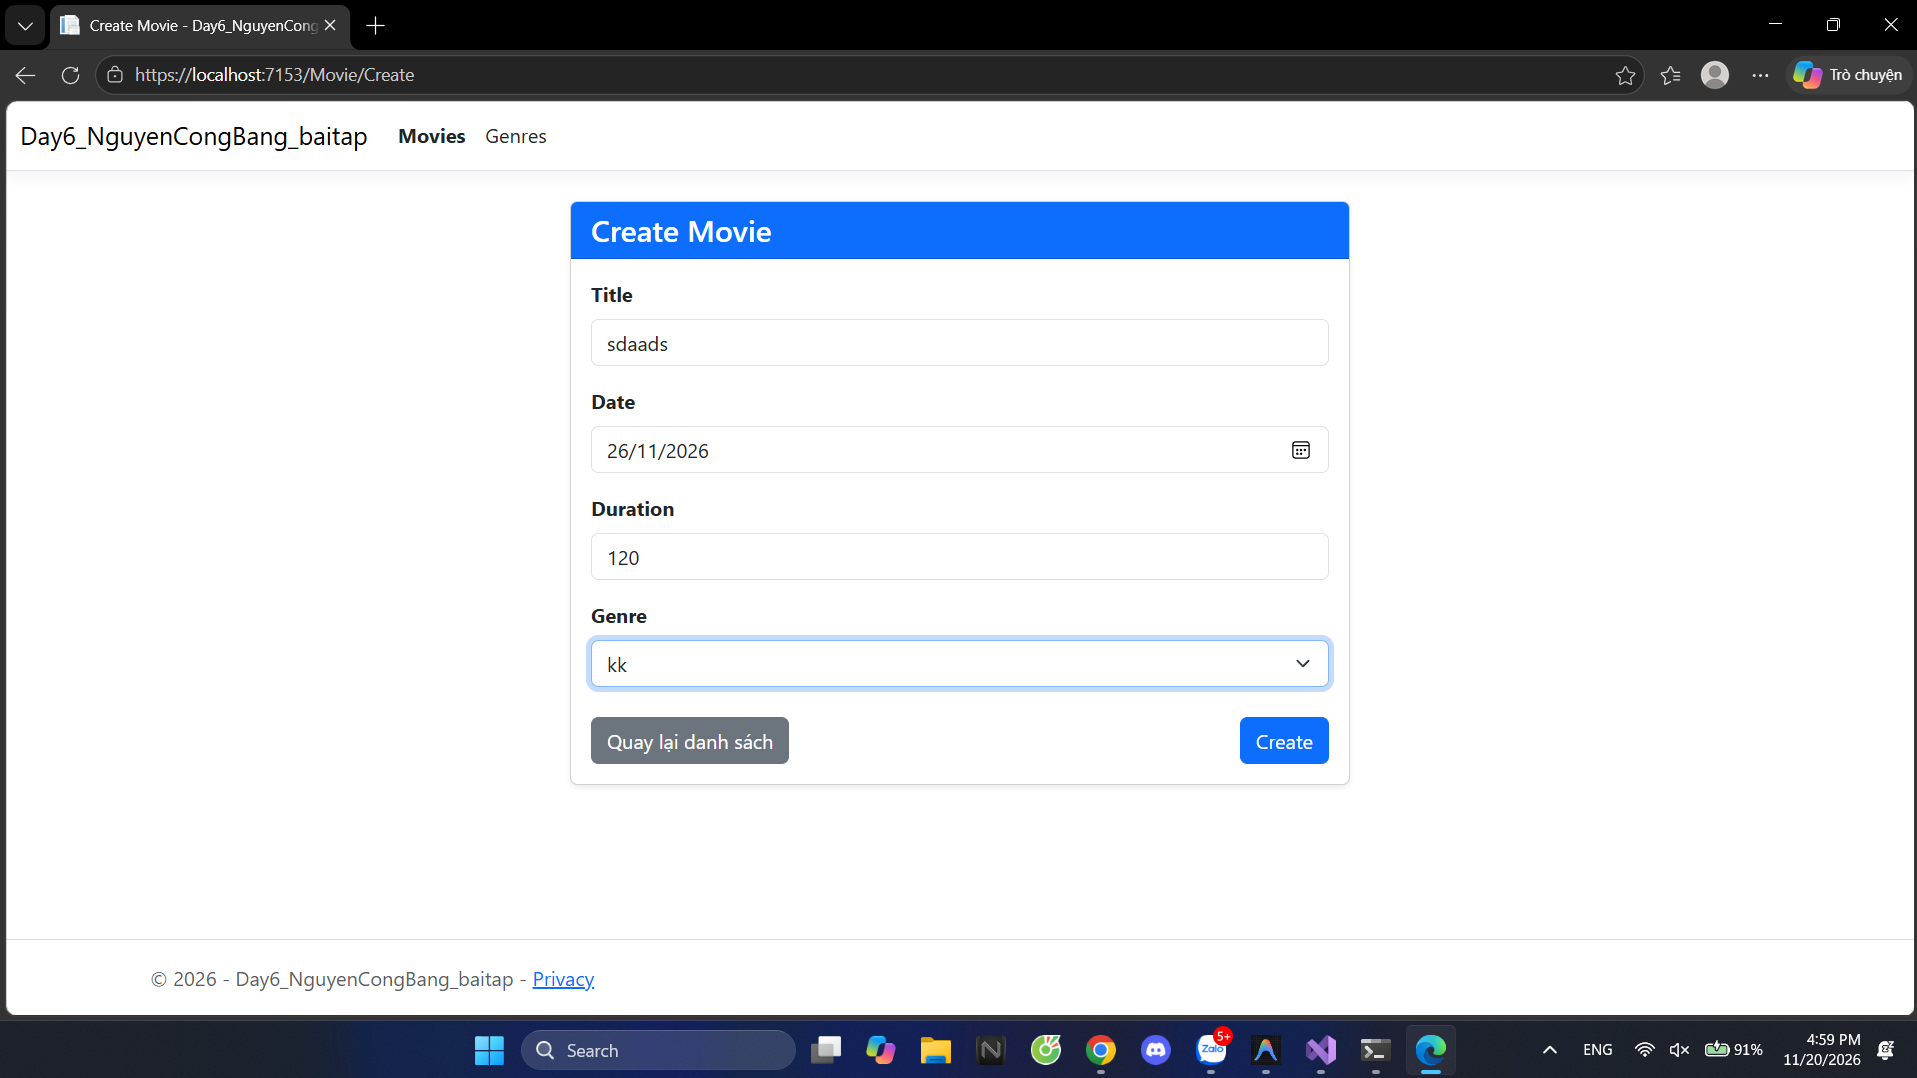 Create Movie - Day6_NguyenCong
https://localhost:7153/Movie/Create
Trò chuyện
Day6_NguyenCongBang_baitap
Movies
Genres
Create Movie
Title
sdaads
Date
26/11/2026
Duration
120
Genre
kk
Quay lại danh sách
Create
© 2026 - Day6_NguyenCongBang_baitap - Privacy
Search
Zalo
5+
ENG
91%
4:59 PM
11/20/2026